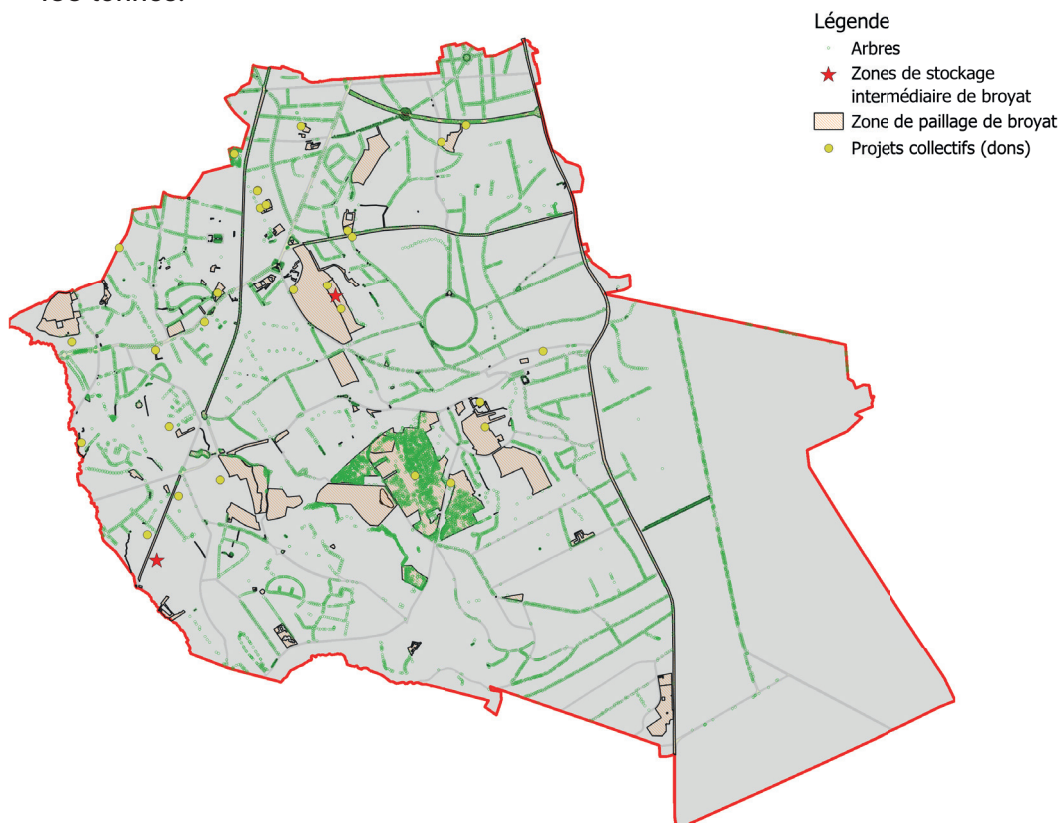 Légende
Arbres
Zones de stockage
intermédiaire de broyat
Zone de paillage de broyat
Projets collectifs (dons)